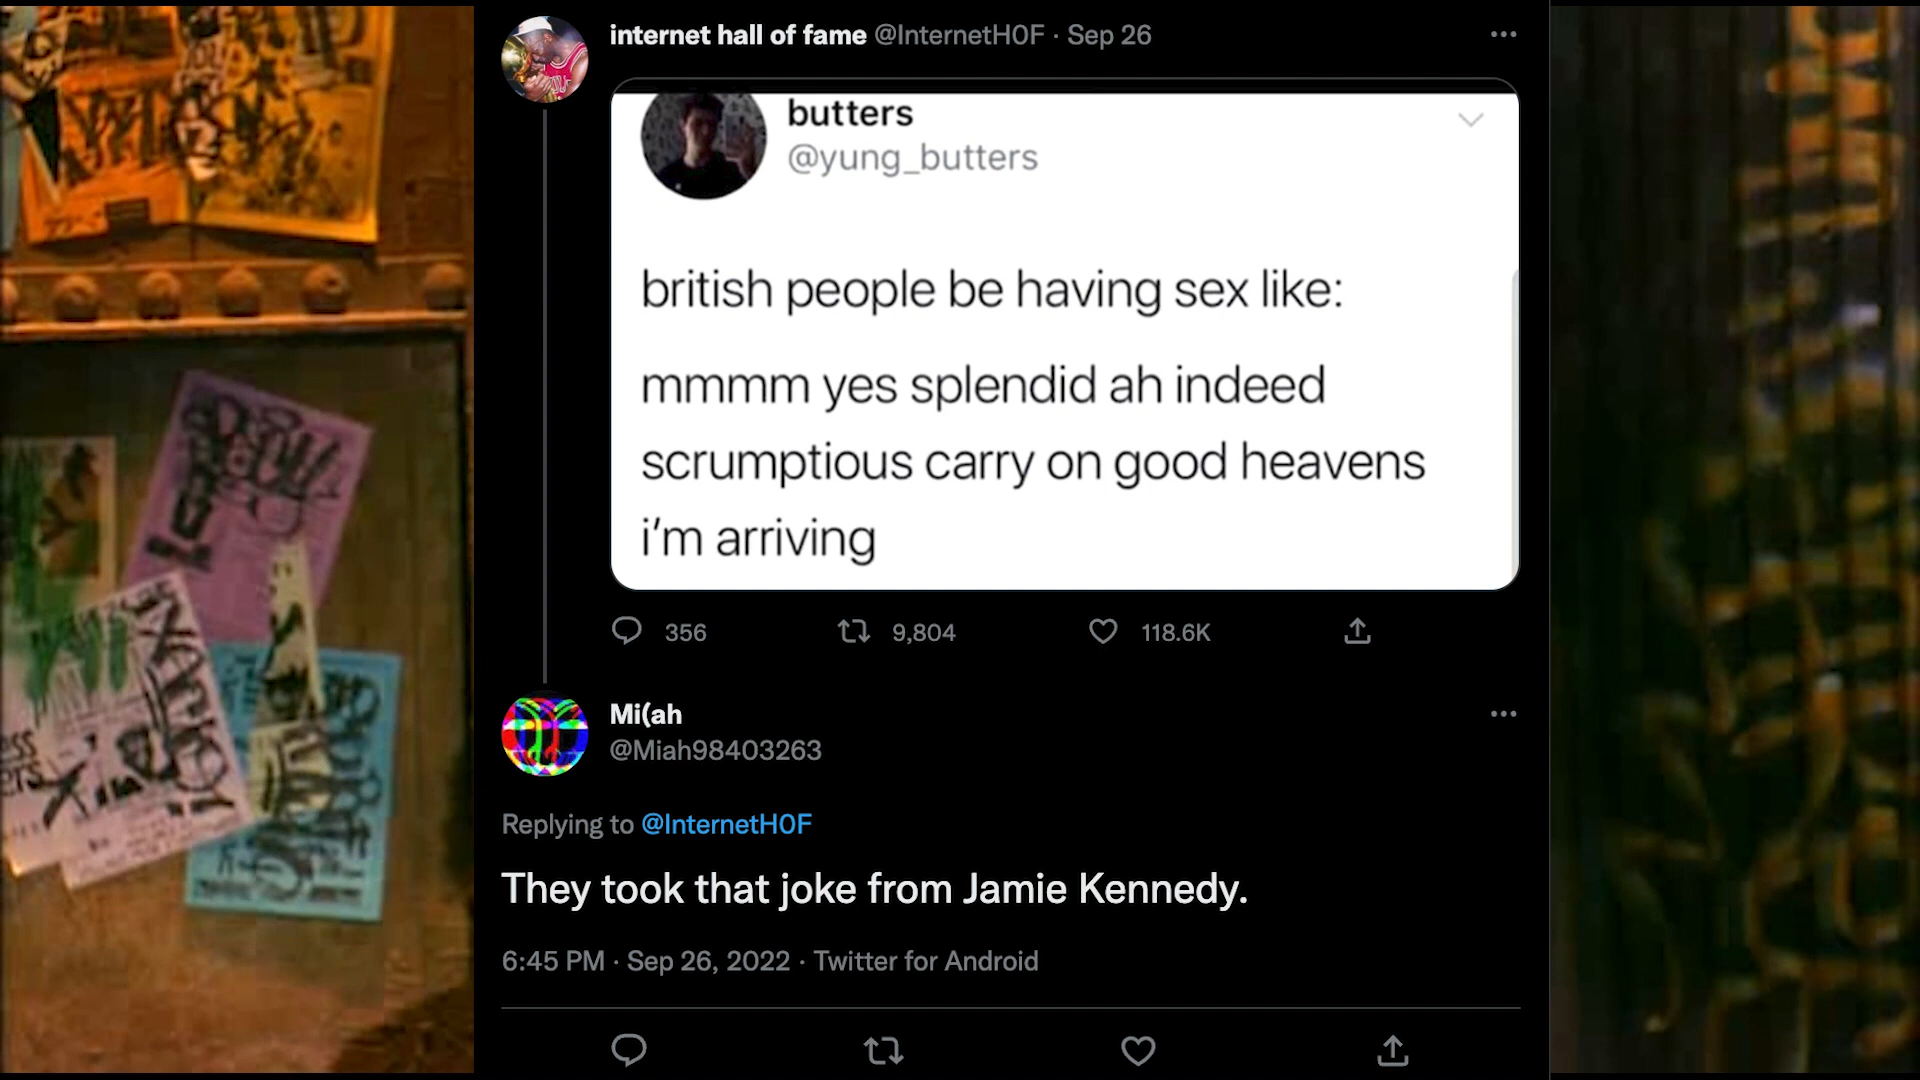 internet hall of fame @InternetH0F · Sep 26
butters
@yung_butters
british people be having sex like:
mmmm yes splendid ah indeed
scrumptious carry on good heavens
i'm arriving
356 9,804 118.6K
Mi(ah
@Miah98403263
Replying to @InternetH0F
They took that joke from Jamie Kennedy.
6:45 PM · Sep 26, 2022 · Twitter for Android